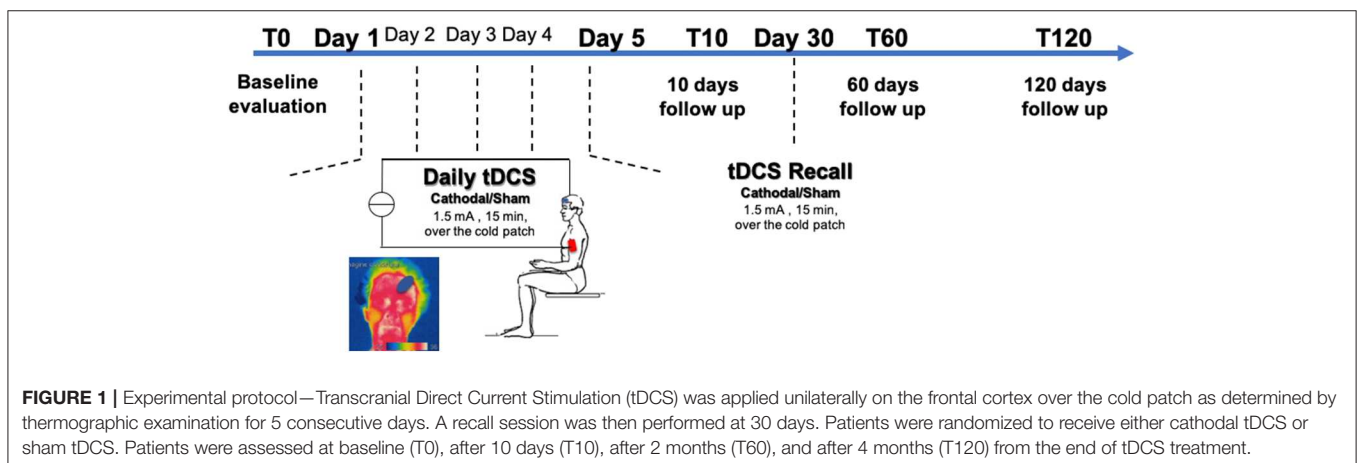 T0 Day 1 Day 2 Day 3 Day 4 Day 5 T10 Day 30 T60 T120
Baseline
evaluation
10 days
follow up
60 days
follow up
120 days
follow up
Daily tDCS
Cathodal/Sham
1.5 mA , 15 min,
over the cold patch
tDCS Recall
Cathodal/Sham
1.5 mA , 15 min,
over the cold patch
FIGURE 1 | Experimental protocol—Transcranial Direct Current Stimulation (tDCS) was applied unilaterally on the frontal cortex over the cold patch as determined by
thermographic examination for 5 consecutive days. A recall session was then performed at 30 days. Patients were randomized to receive either cathodal tDCS or
sham tDCS. Patients were assessed at baseline (T0), after 10 days (T10), after 2 months (T60), and after 4 months (T120) from the end of tDCS treatment.